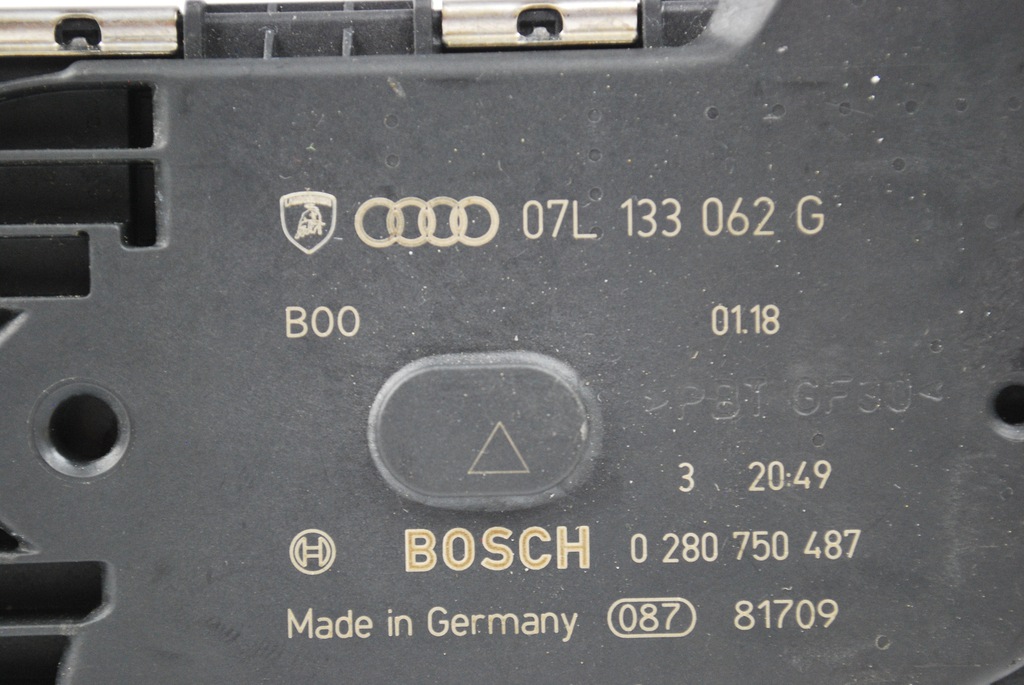 07L 133 062 G
B00 01.18
>PBT GF30<
3 20:49
BOSCH 0 280 750 487
Made in Germany 087 81709